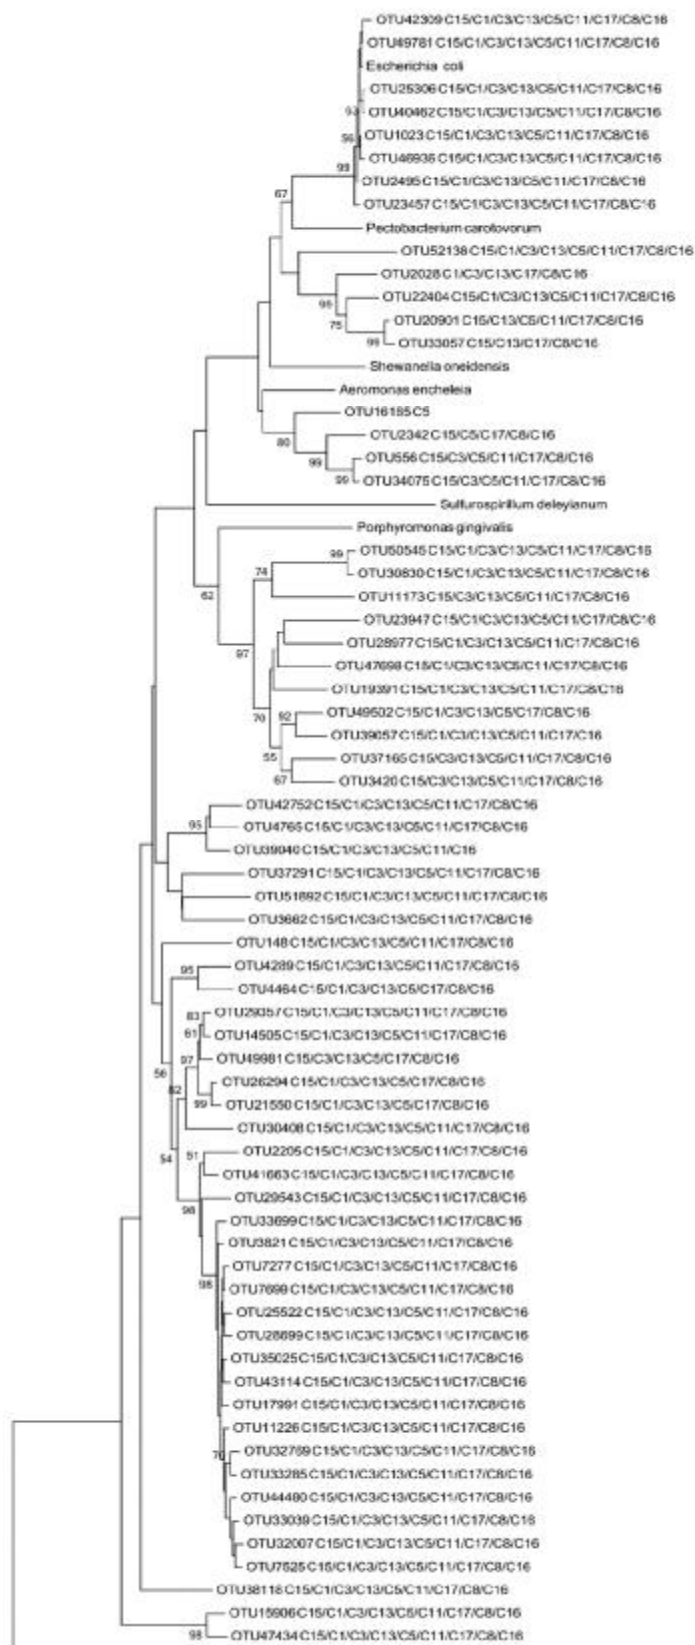 OTU42309 C15/C1/C3/C13/C5/C11/C17/C8/C16
OTU49781 C15/C1/C3/C13/C5/C11/C17/C8/C16
Escherichia coli
OTU25306 C15/C1/C3/C13/C5/C11/C17/C8/C16
93
OTU40462 C15/C1/C3/C13/C5/C11/C17/C8/C16
56
OTU1023 C15/C1/C3/C13/C5/C11/C17/C8/C16
OTU46936 C15/C1/C3/C13/C5/C11/C17/C8/C16
99
OTU2495 C15/C1/C3/C13/C5/C11/C17/C8/C16
67
OTU23457 C15/C1/C3/C13/C5/C11/C17/C8/C16
Pectobacterium carotovorum
OTU52138 C15/C1/C3/C13/C5/C11/C17/C8/C16
OTU2028 C1/C3/C13/C17/C8/C16
OTU22404 C15/C1/C3/C13/C5/C11/C17/C8/C16
75
OTU20901 C15/C13/C5/C11/C17/C8/C16
99
OTU33057 C15/C13/C17/C8/C16
Shewanella oneidensis
Aeromonas encheleia
OTU16185 C5
80
OTU2342 C15/C5/C17/C8/C16
99
OTU556 C15/C3/C5/C11/C17/C8/C16
99
OTU34075 C15/C3/C5/C11/C17/C8/C16
Sulfurospirillum deleyianum
Porphyromonas gingivalis
99
OTU50545 C15/C1/C3/C13/C5/C11/C17/C8/C16
74
OTU30830 C15/C1/C3/C13/C5/C11/C17/C8/C16
62
OTU11173 C15/C3/C13/C5/C11/C17/C8/C16
OTU23947 C15/C1/C3/C13/C5/C11/C17/C8/C16
97
OTU28977 C15/C1/C3/C13/C5/C11/C17/C8/C16
OTU47698 C15/C1/C3/C13/C5/C11/C17/C8/C16
OTU19391 C15/C1/C3/C13/C5/C11/C17/C8/C16
70
92
OTU49502 C15/C1/C3/C13/C5/C17/C8/C16
OTU39057 C15/C1/C3/C13/C5/C11/C17/C16
55
OTU37165 C15/C3/C13/C5/C11/C17/C8/C16
67
OTU3420 C15/C3/C13/C5/C11/C17/C8/C16
OTU42752 C15/C1/C3/C13/C5/C11/C17/C8/C16
95
OTU4765 C15/C1/C3/C13/C5/C11/C17/C8/C16
OTU39040 C15/C1/C3/C13/C5/C11/C16
OTU37291 C15/C1/C3/C13/C5/C11/C17/C8/C16
OTU51692 C15/C1/C3/C13/C5/C11/C17/C8/C16
OTU3662 C15/C1/C3/C13/C5/C11/C17/C8/C16
OTU148 C15/C1/C3/C13/C5/C11/C17/C8/C16
95
OTU4289 C15/C1/C3/C13/C5/C11/C17/C8/C16
OTU4464 C15/C1/C3/C13/C5/C17/C8/C16
83
OTU29357 C15/C1/C3/C13/C5/C11/C17/C8/C16
61
OTU14505 C15/C1/C3/C13/C5/C11/C17/C8/C16
97
OTU49981 C15/C3/C13/C5/C17/C8/C16
56
82
OTU26294 C15/C1/C3/C13/C5/C17/C8/C16
99
OTU21550 C15/C1/C3/C13/C5/C17/C8/C16
OTU30408 C15/C1/C3/C13/C5/C11/C17/C8/C16
54
51
OTU2205 C15/C1/C3/C13/C5/C11/C17/C8/C16
OTU41663 C15/C1/C3/C13/C5/C11/C17/C8/C16
98
OTU29543 C15/C1/C3/C13/C5/C11/C17/C8/C16
OTU33699 C15/C1/C3/C13/C5/C11/C17/C8/C16
OTU3821 C15/C1/C3/C13/C5/C11/C17/C8/C16
OTU7277 C15/C1/C3/C13/C5/C11/C17/C8/C16
98
OTU7699 C15/C1/C3/C13/C5/C11/C17/C8/C16
OTU25522 C15/C1/C3/C13/C5/C11/C17/C8/C16
OTU28699 C15/C1/C3/C13/C5/C11/C17/C8/C16
OTU35025 C15/C1/C3/C13/C5/C11/C17/C8/C16
OTU43114 C15/C1/C3/C13/C5/C11/C17/C8/C16
OTU17991 C15/C1/C3/C13/C5/C11/C17/C8/C16
OTU11226 C15/C1/C3/C13/C5/C11/C17/C8/C16
OTU32769 C15/C1/C3/C13/C5/C11/C17/C8/C16
OTU33285 C15/C1/C3/C13/C5/C11/C17/C8/C16
OTU44480 C15/C1/C3/C13/C5/C11/C17/C8/C16
OTU33039 C15/C1/C3/C13/C5/C11/C17/C8/C16
OTU32007 C15/C1/C3/C13/C5/C11/C17/C8/C16
OTU7525 C15/C1/C3/C13/C5/C11/C17/C8/C16
OTU38118 C15/C1/C3/C13/C5/C11/C17/C8/C16
OTU15906 C15/C1/C3/C13/C5/C11/C17/C8/C16
98
OTU47434 C15/C1/C3/C13/C5/C11/C17/C8/C16